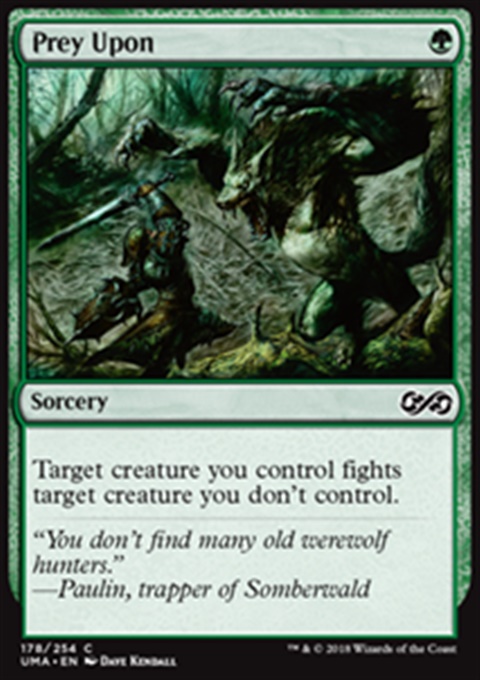 Prey Upon
Sorcery
Target creature you control fights
target creature you don't control.
“You don't find many old werewolf
hunters.”
—Paulin, trapper of Somberwald
178/254 C
UMA • EN Dave Kendall
™ & © 2018 Wizards of the Coast